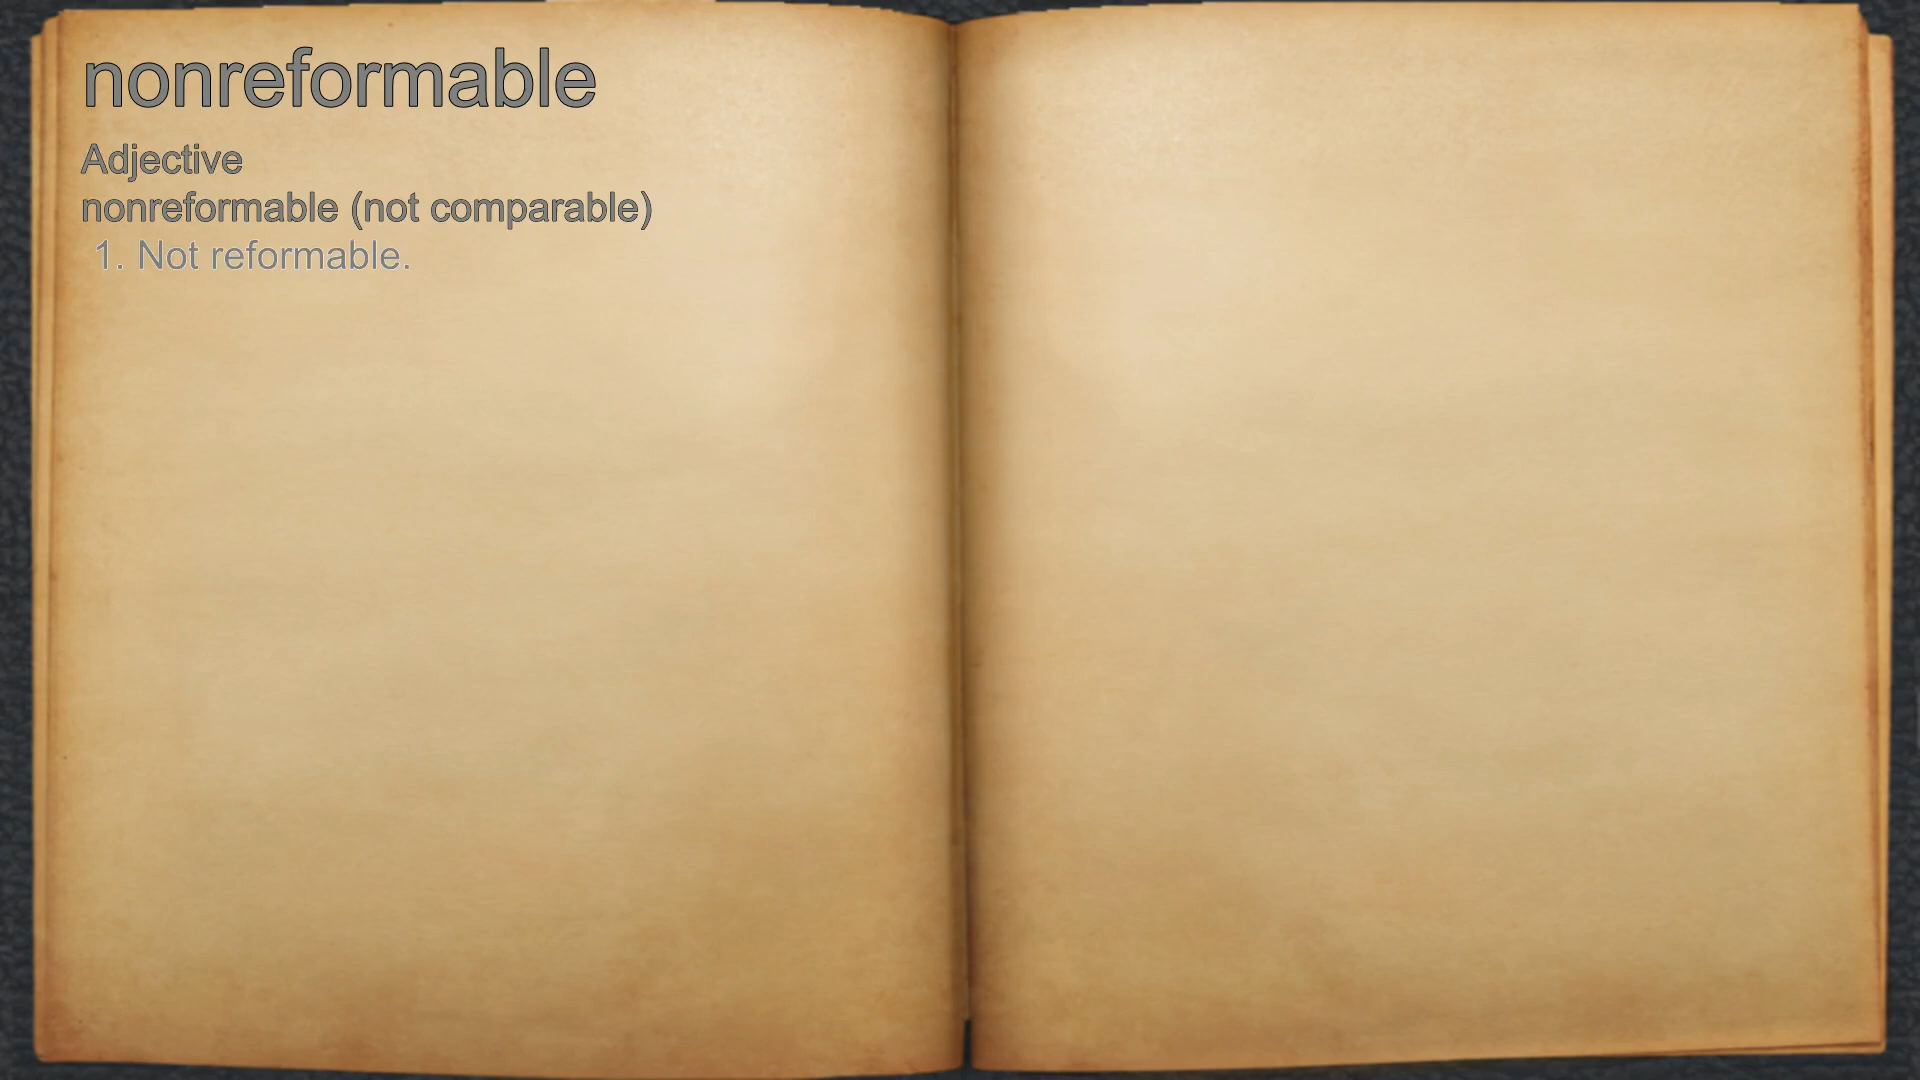 nonreformable
Adjective
nonreformable (not comparable)
1. Not reformable.